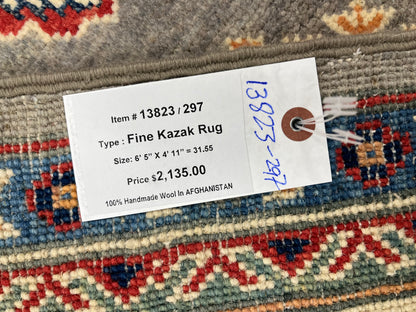 Item # 13823 / 297
Type : Fine Kazak Rug
Size: 6' 5" X 4' 11" = 31.55
Price $2,135.00
100% Handmade Wool In AFGHANISTAN
13823-297